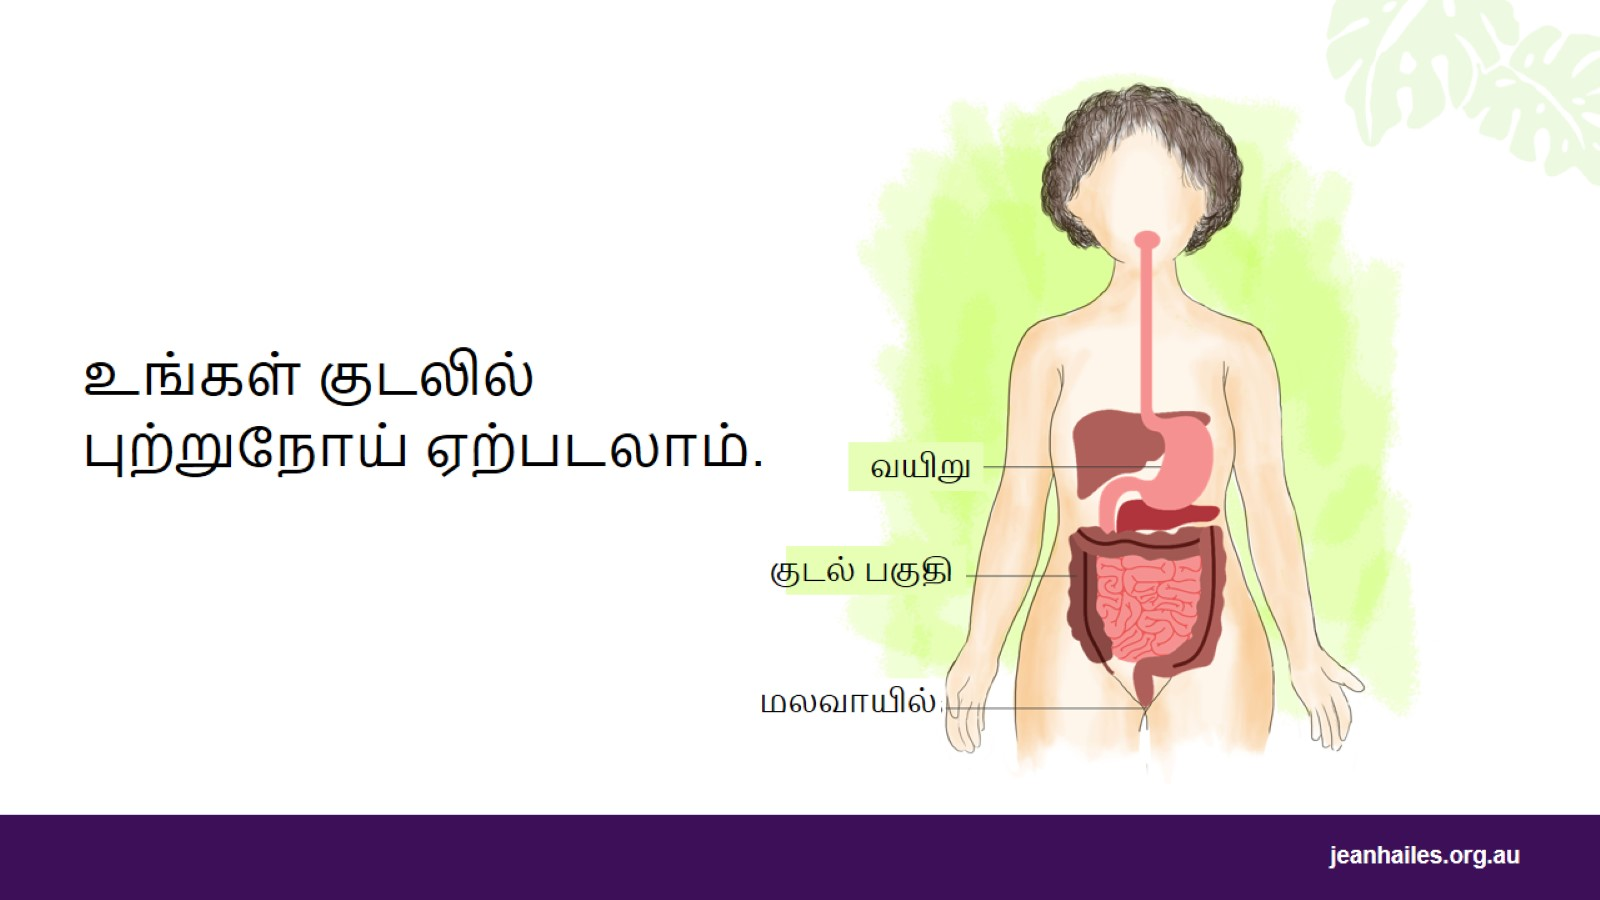 உங்கள் குடலில்
புற்றுநோய் ஏற்படலாம்.
வயிறு
குடல் பகுதி
மலவாயில்
jeanhailes.org.au